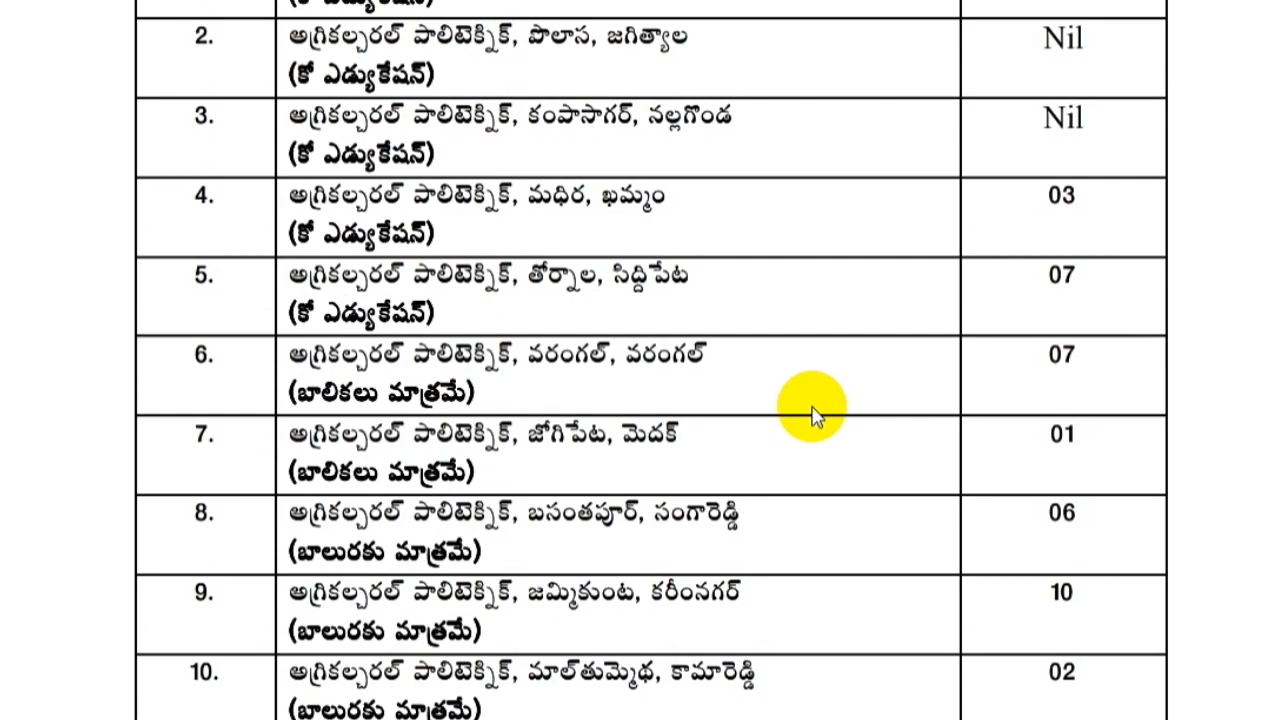 (కో ఎడ్యుకేషన్)
2. అగ్రికల్చరల్ పాలిటెక్నిక్, పొలాస, జగిత్యాల Nil
(కో ఎడ్యుకేషన్)
3. అగ్రికల్చరల్ పాలిటెక్నిక్, కంపాసాగర్, నల్లగొండ Nil
(కో ఎడ్యుకేషన్)
4. అగ్రికల్చరల్ పాలిటెక్నిక్, మధిర, ఖమ్మం 03
(కో ఎడ్యుకేషన్)
5. అగ్రికల్చరల్ పాలిటెక్నిక్, తోర్నాల, సిద్దిపేట 07
(కో ఎడ్యుకేషన్)
6. అగ్రికల్చరల్ పాలిటెక్నిక్, వరంగల్, వరంగల్ 07
(బాలికలు మాత్రమే)
7. అగ్రికల్చరల్ పాలిటెక్నిక్, జోగిపేట, మెదక్ 01
(బాలికలు మాత్రమే)
8. అగ్రికల్చరల్ పాలిటెక్నిక్, బసంతపూర్, సంగారెడ్డి 06
(బాలురకు మాత్రమే)
9. అగ్రికల్చరల్ పాలిటెక్నిక్, జమ్మికుంట, కరీంనగర్ 10
(బాలురకు మాత్రమే)
10. అగ్రికల్చరల్ పాలిటెక్నిక్, మాల్‌తుమ్మెథ, కామారెడ్డి 02
(బాలురకు మాత్రమే)